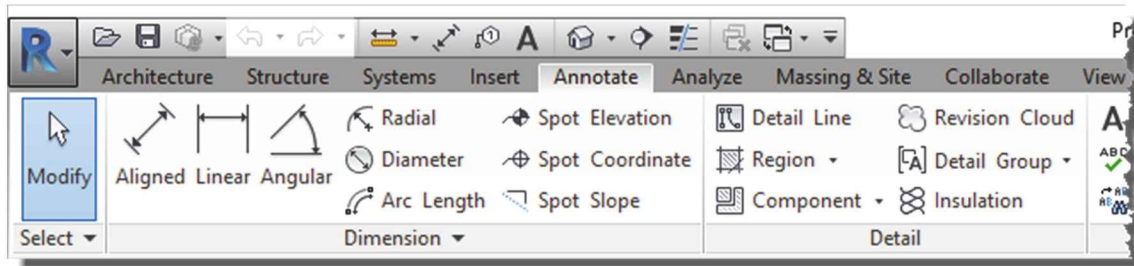 R
A
Pr
Architecture Structure Systems Insert Annotate Analyze Massing & Site Collaborate View
Radial Spot Elevation Detail Line Revision Cloud A
Modify Aligned Linear Angular Diameter Spot Coordinate Region Detail Group ABC
Arc Length Spot Slope Component Insulation
Select Dimension Detail